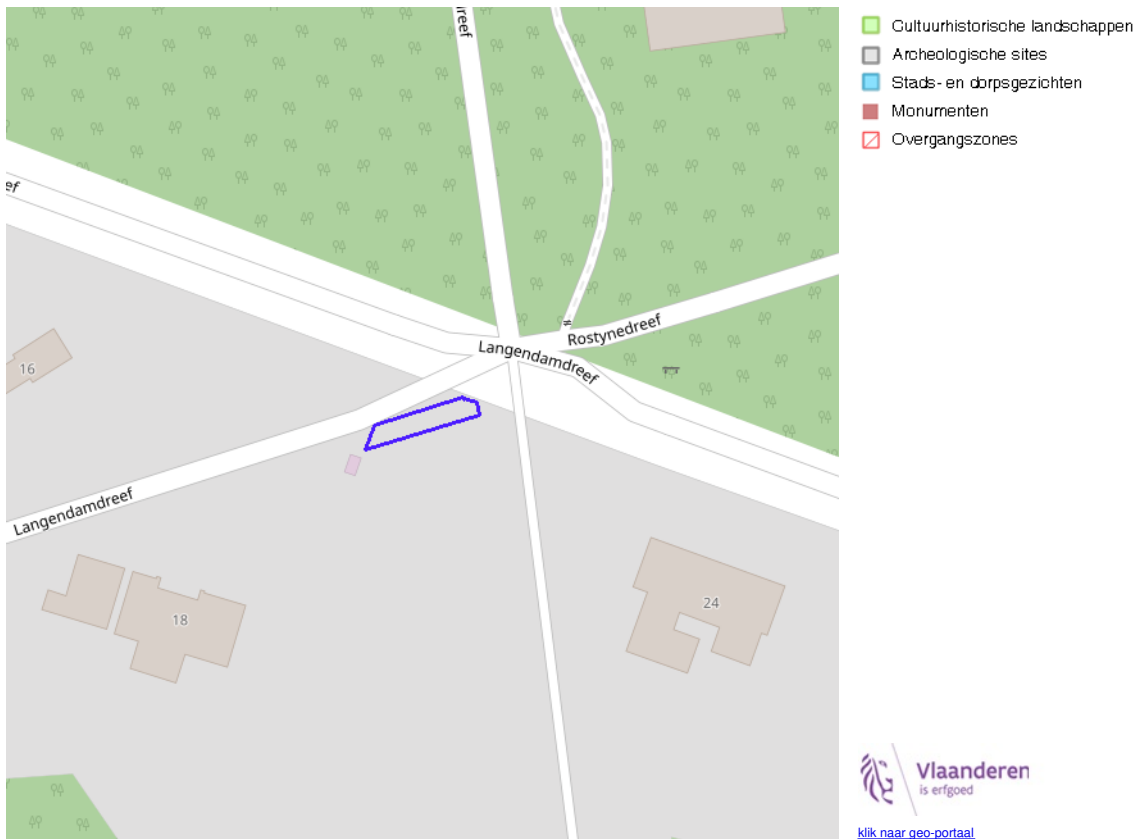 Cultuurhistorische landschappen
Archeologische sites
Stads- en dorpsgezichten
Monumenten
Overgangszones
ef
16
Rostynedreef
Langendamdreef
Langendamdreef
18
24
Vlaanderen
is erfgoed
klik naar geo-portaal